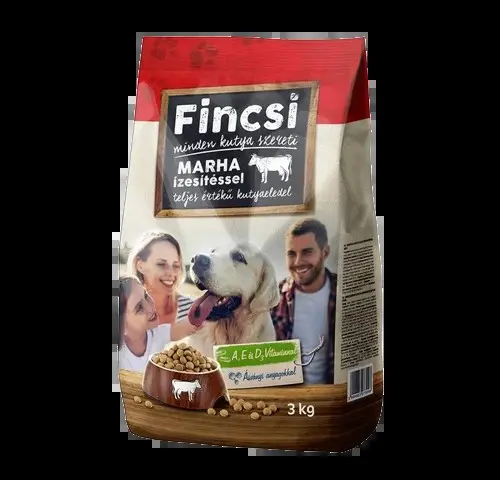 Fincsi
minden kutya szereti
MARHA
ízesítéssel
teljes értékű kutyaeledel
A, E és D₃ Vitaminnal
Ásványi anyagokkal
3 kg